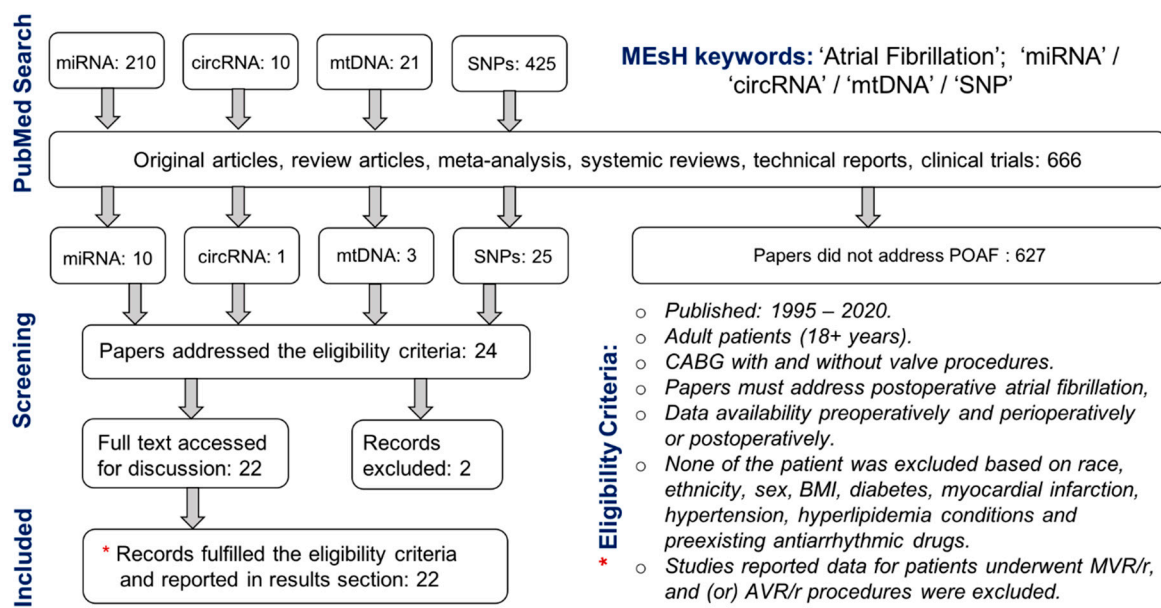 PubMed Search
miRNA: 210
circRNA: 10
mtDNA: 21
SNPs: 425
MEsH keywords: ‘Atrial Fibrillation’; ‘miRNA’ /
‘circRNA’ / ‘mtDNA’ / ‘SNP’
Original articles, review articles, meta-analysis, systemic reviews, technical reports, clinical trials: 666
miRNA: 10
circRNA: 1
mtDNA: 3
SNPs: 25
Papers did not address POAF : 627
Screening
Papers addressed the eligibility criteria: 24
Full text accessed
for discussion: 22
Records
excluded: 2
Included
* Records fulfilled the eligibility criteria
and reported in results section: 22
* Eligibility Criteria:
o Published: 1995 – 2020.
o Adult patients (18+ years).
o CABG with and without valve procedures.
o Papers must address postoperative atrial fibrillation,
o Data availability preoperatively and perioperatively
or postoperatively.
o None of the patient was excluded based on race,
ethnicity, sex, BMI, diabetes, myocardial infarction,
hypertension, hyperlipidemia conditions and
preexisting antiarrhythmic drugs.
o Studies reported data for patients underwent MVR/r,
and (or) AVR/r procedures were excluded.